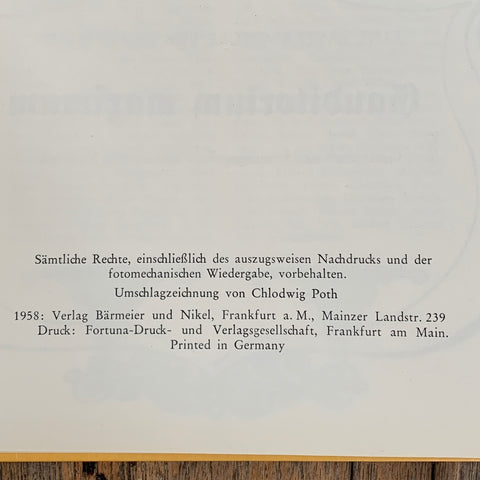 Sämtliche Rechte, einschließlich des auszugsweisen Nachdrucks und der
fotomechanischen Wiedergabe, vorbehalten.
Umschlagzeichnung von Chlodwig Poth
1958: Verlag Bärmeier und Nikel, Frankfurt a. M., Mainzer Landstr. 239
Druck: Fortuna-Druck- und Verlagsgesellschaft, Frankfurt am Main.
Printed in Germany